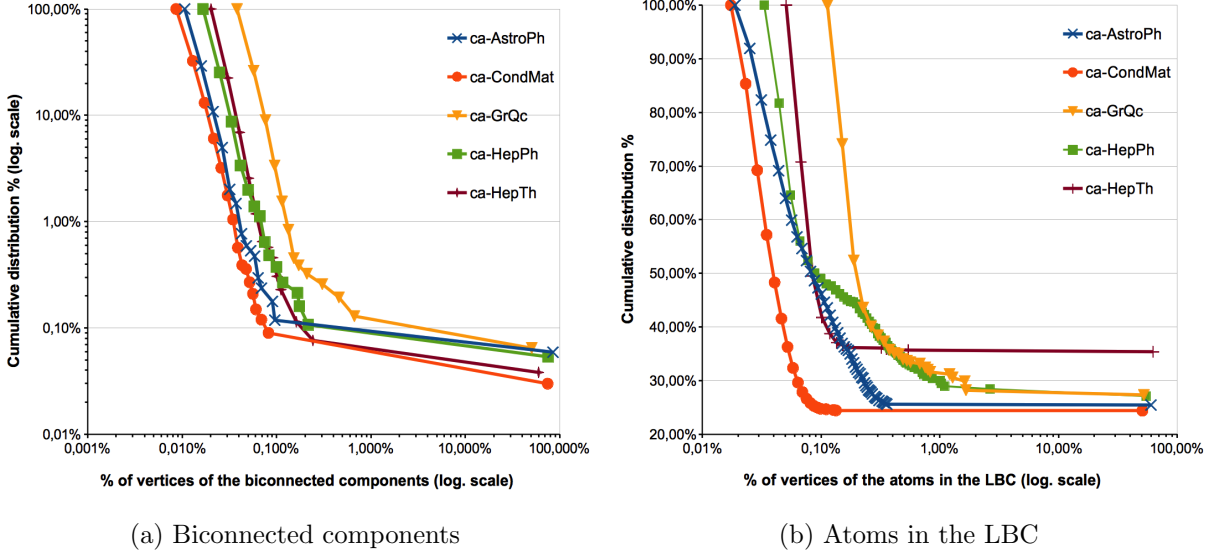 100,00%
10,00%
1,00%
0,10%
0,01%
Cumulative distribution % (log. scale)
0,001%
0,010%
0,100%
1,000%
10,000%
100,000%
% of vertices of the biconnected components (log. scale)
ca-AstroPh
ca-CondMat
ca-GrQc
ca-HepPh
ca-HepTh
(a) Biconnected components
100,00%
90,00%
80,00%
70,00%
60,00%
50,00%
40,00%
30,00%
20,00%
Cumulative distribution %
0,01%
0,10%
1,00%
10,00%
100,00%
% of vertices of the atoms in the LBC (log. scale)
ca-AstroPh
ca-CondMat
ca-GrQc
ca-HepPh
ca-HepTh
(b) Atoms in the LBC